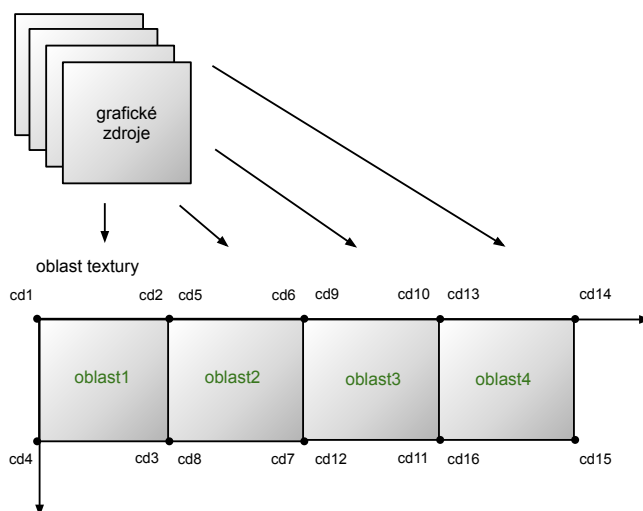 grafické
zdroje
oblast textury
cd1 cd2 cd5 cd6 cd9 cd10 cd13 cd14
oblast1 oblast2 oblast3 oblast4
cd4 cd3 cd8 cd7 cd12 cd11 cd16 cd15